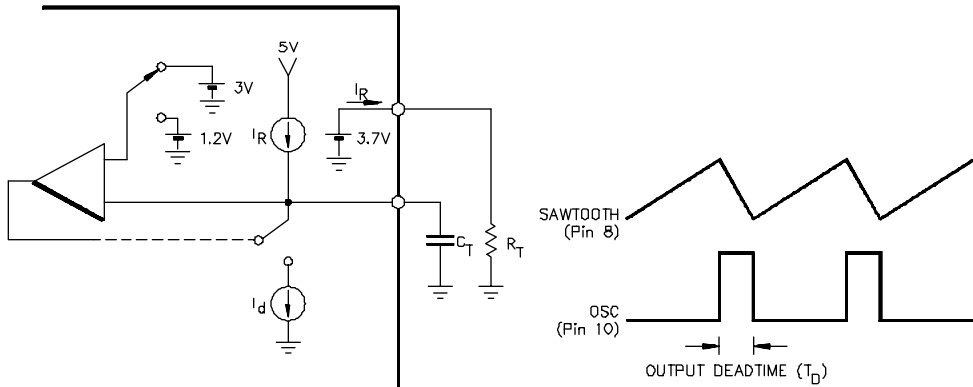 5V
3V
I_R
1.2V
I_R
3.7V
C_T
R_T
I_d
SAWTOOTH
(Pin 8)
OSC
(Pin 10)
OUTPUT DEADTIME (T_D)